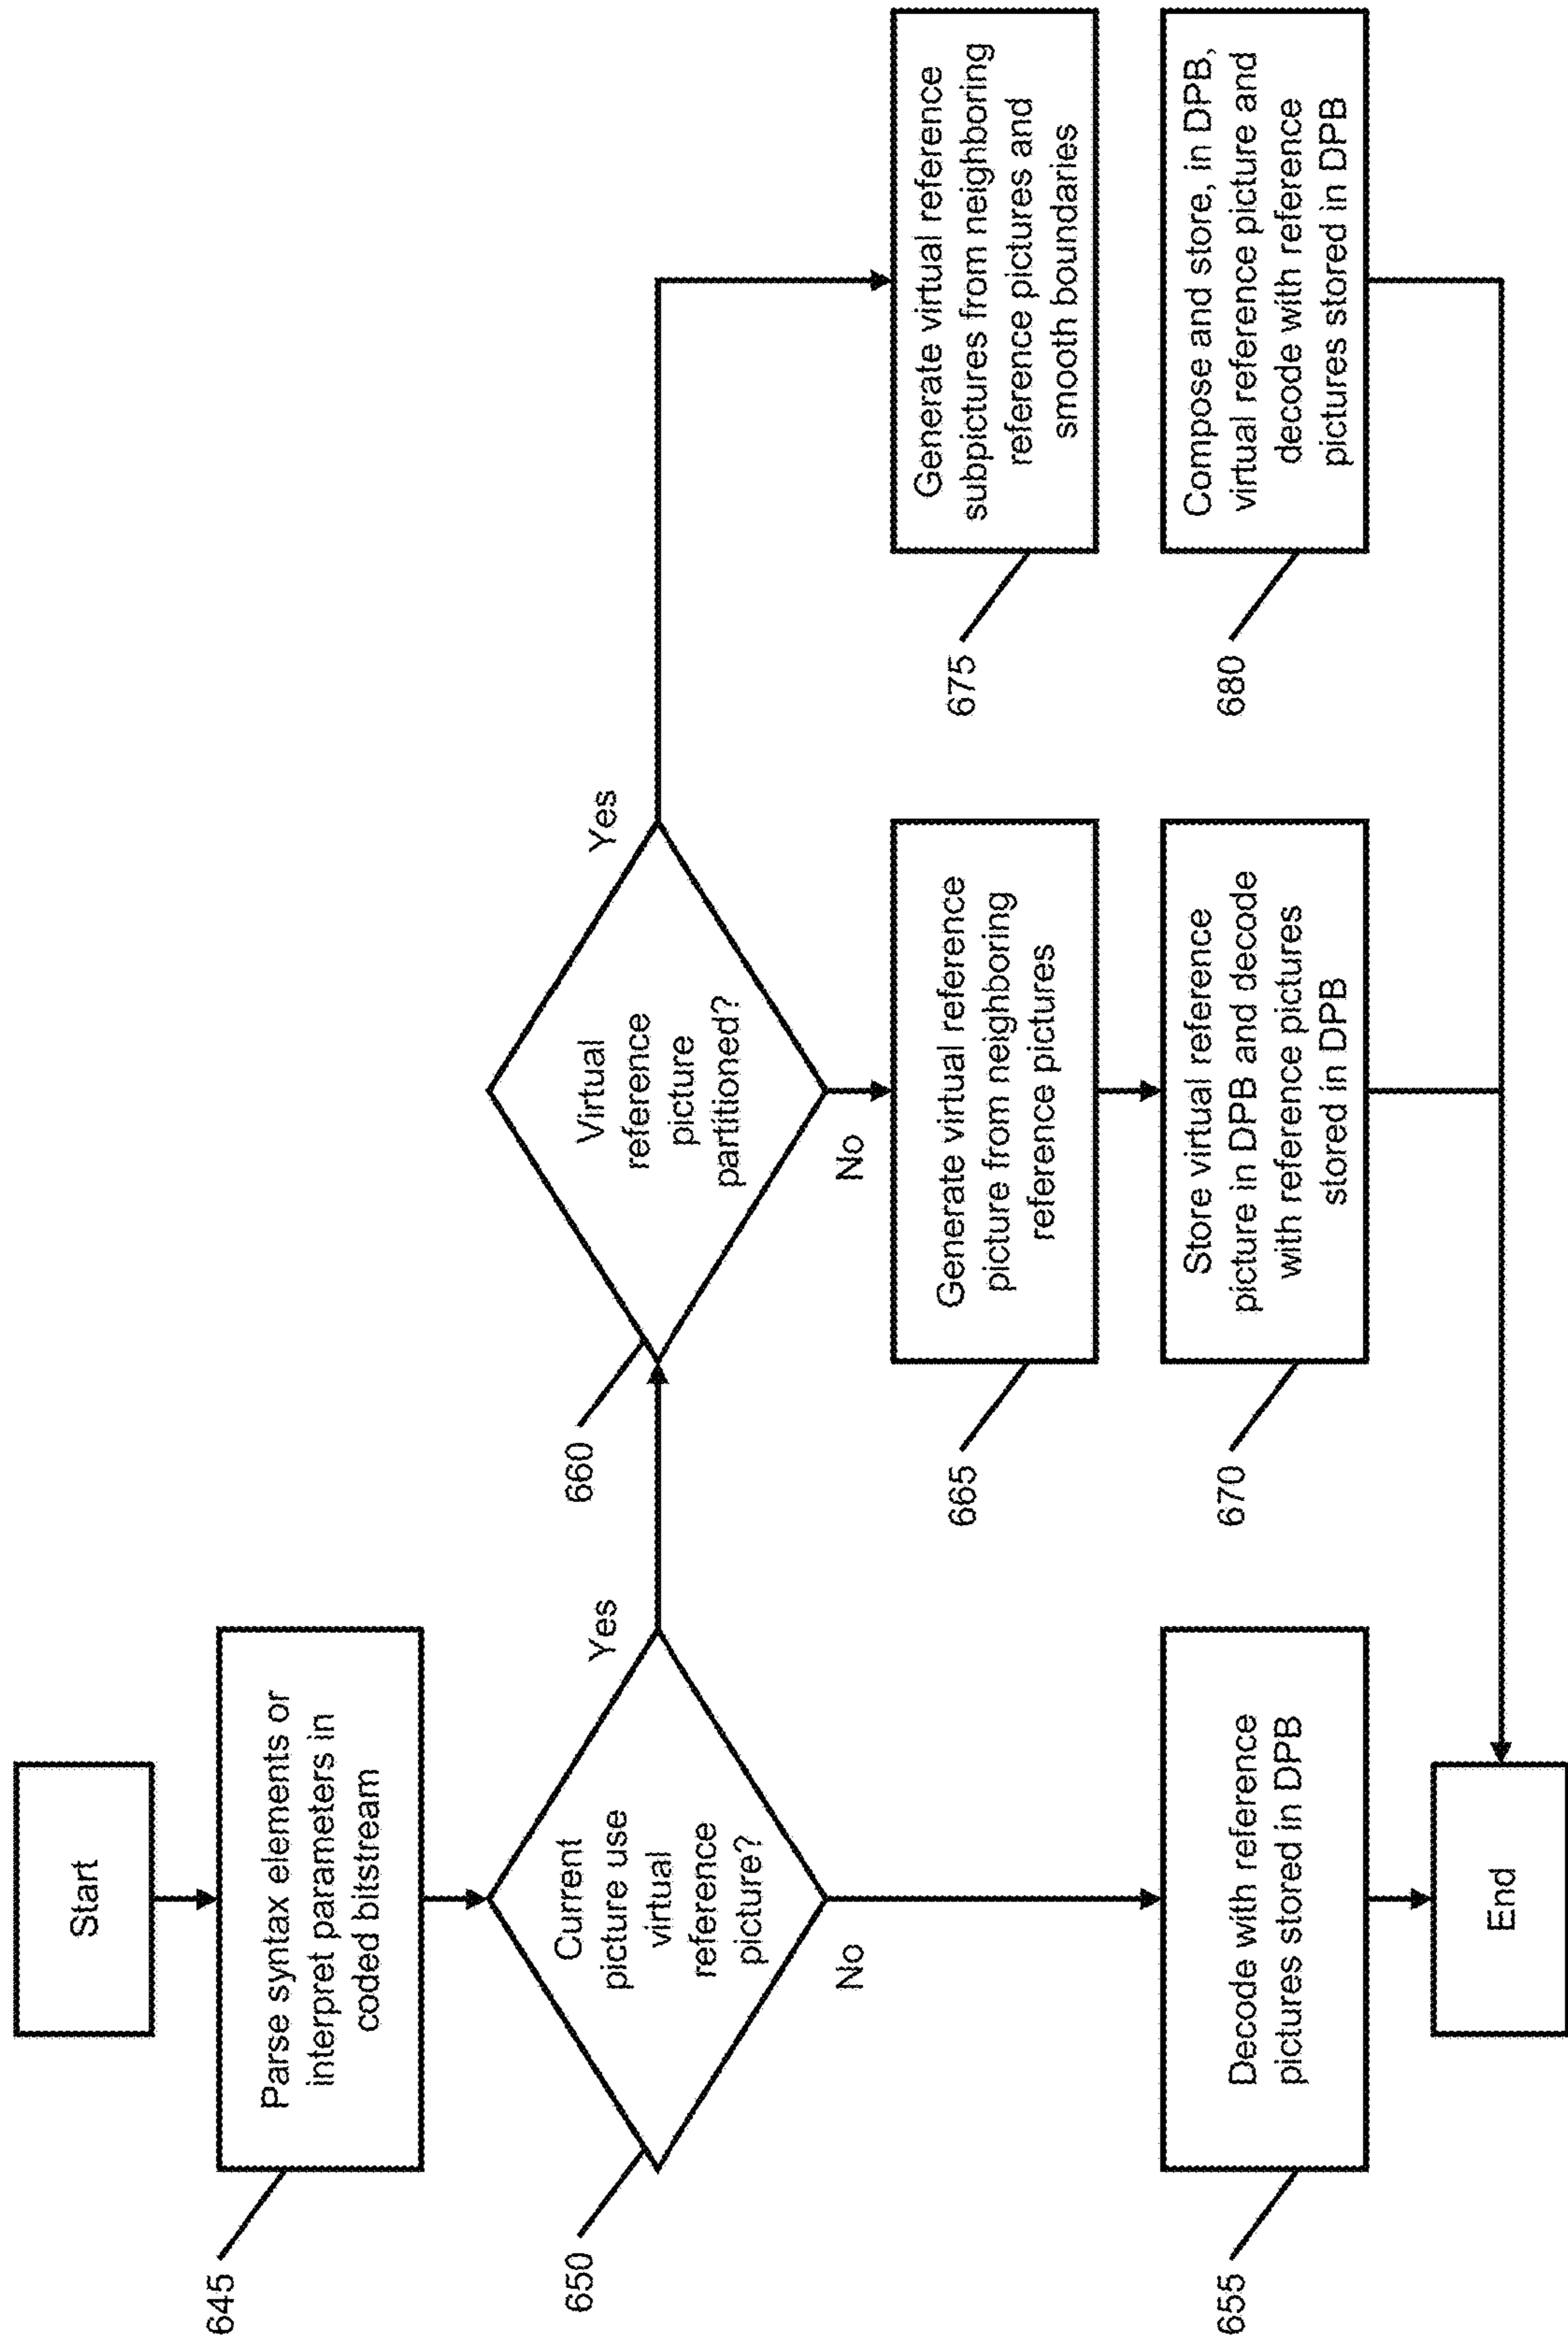 Start
645
Parse syntax elements or
interpret parameters in
coded bitstream
650
Current
picture use
virtual
reference
picture?
Yes
No
660
Virtual
reference
picture
partitioned?
Yes
No
655
Decode with reference
pictures stored in DPB
665
Generate virtual reference
picture from neighboring
reference pictures
670
Store virtual reference
picture in DPB and decode
with reference pictures
stored in DPB
675
Generate virtual reference
subpictures from neighboring
reference pictures and
smooth boundaries
680
Compose and store, in DPB,
virtual reference picture and
decode with reference
pictures stored in DPB
End